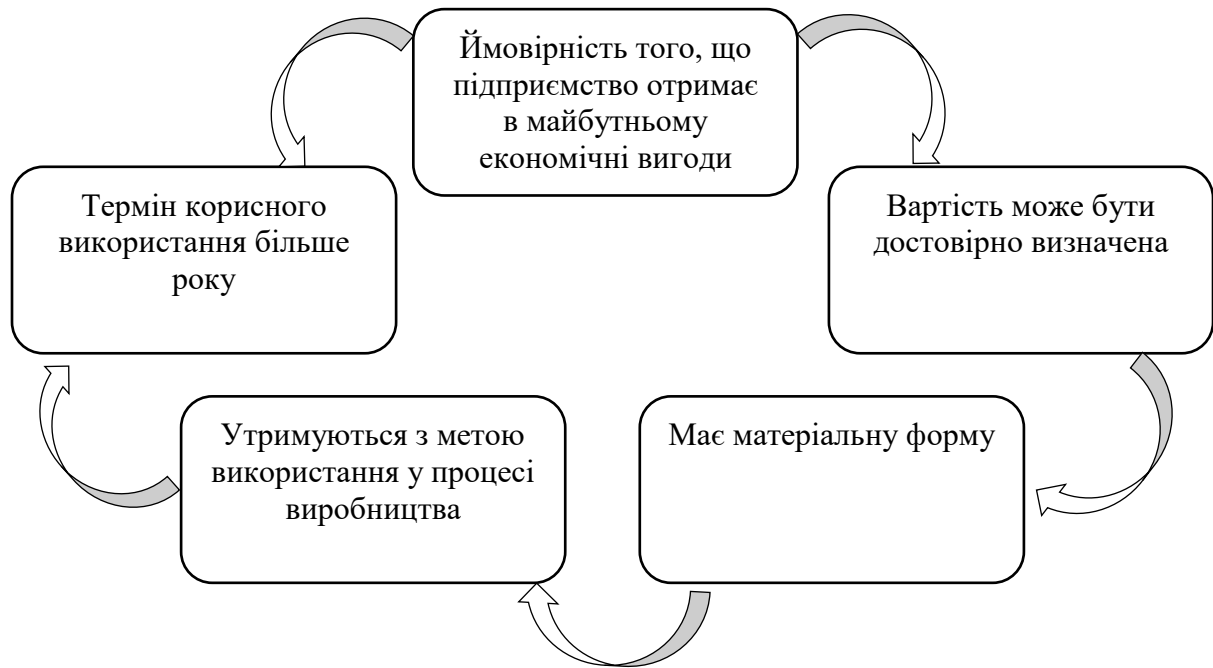 Ймовірність того, що
підприємство отримає
в майбутньому
економічні вигоди
Термін корисного
використання більше
року
Вартість може бути
достовірно визначена
Утримуються з метою
використання у процесі
виробництва
Має матеріальну форму